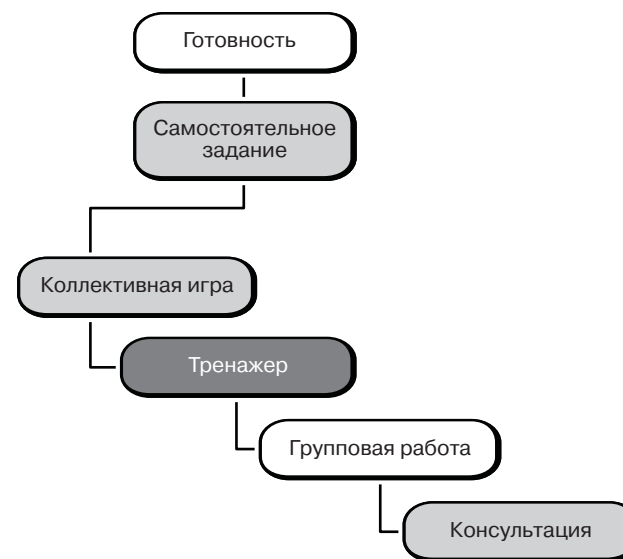 Готовность
Самостоятельное
задание
Коллективная игра
Тренажер
Групповая работа
Консультация